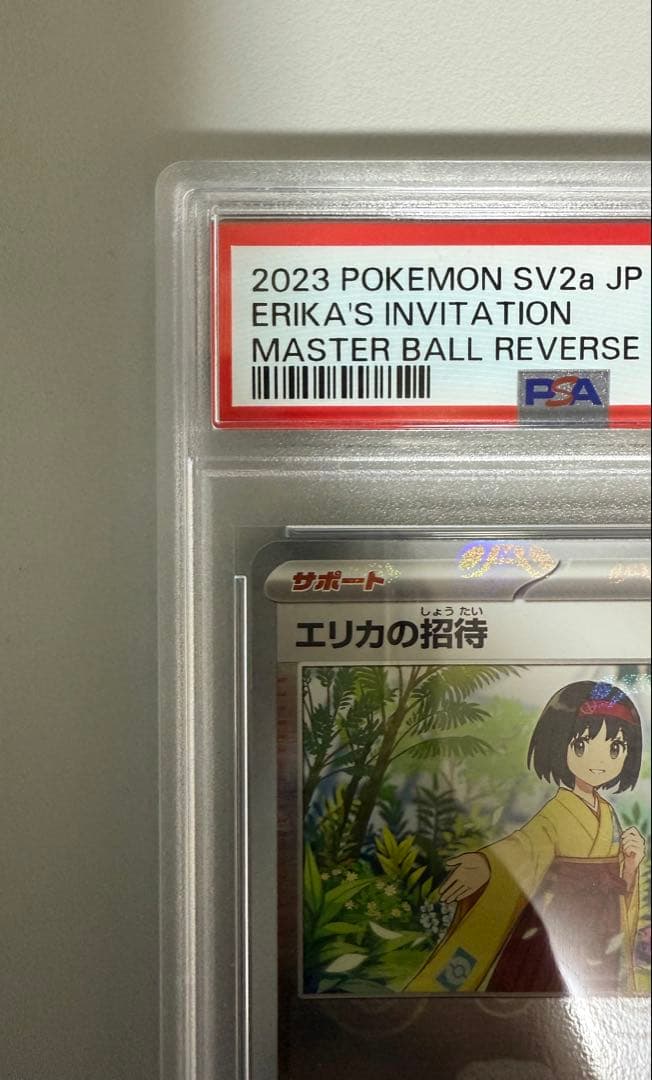 2023 POKEMON SV2a JP
ERIKA'S INVITATION
MASTER BALL REVERSE
PSA
サポート
しょうたい
エリカの招待